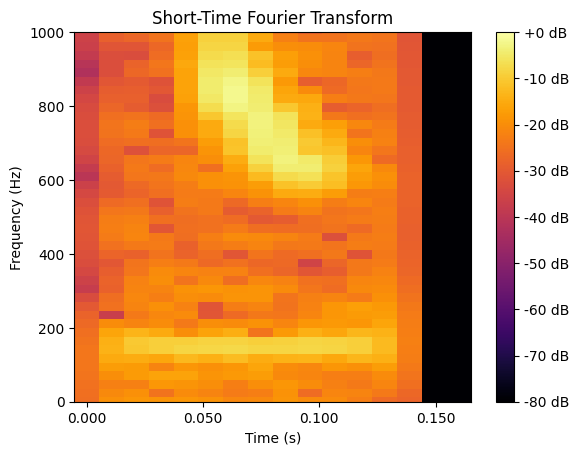 Short-Time Fourier Transform
1000
800
600
400
200
0
Frequency (Hz)
0.000
0.050
0.100
0.150
Time (s)
+0 dB
-10 dB
-20 dB
-30 dB
-40 dB
-50 dB
-60 dB
-70 dB
-80 dB